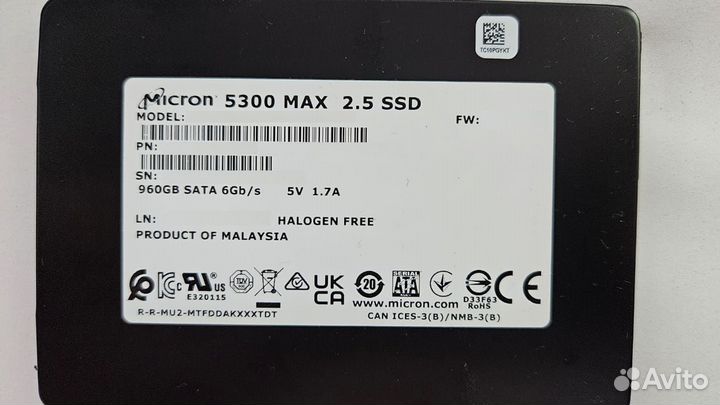 TC10PGYKT
Micron 5300 MAX 2.5 SSD
MODEL:
FW:
PN:
SN:
960GB SATA 6Gb/s 5V 1.7A
LN: HALOGEN FREE
PRODUCT OF MALAYSIA
c RU US
E320115
UK CA
20
SERIAL ATA
D33F63
RoHS
CE
www.micron.com
R-R-MU2-MTFDDAKXXXTDT
CAN ICES-3(B)/NMB-3(B)
Avito